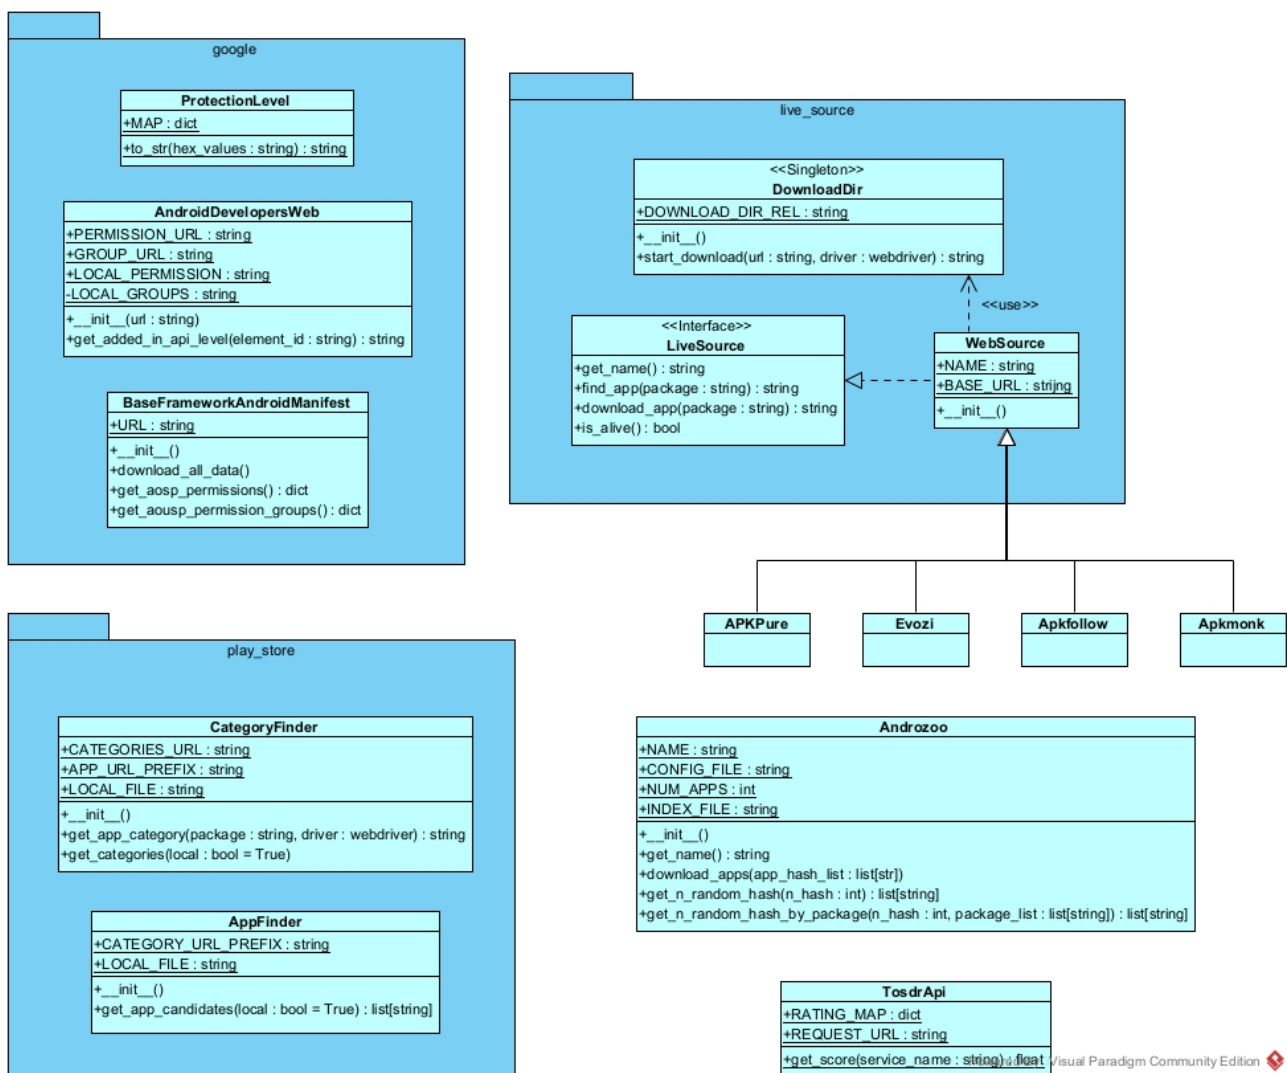 google
ProtectionLevel
+MAP : dict
+to_str(hex_values : string) : string
AndroidDevelopersWeb
+PERMISSION_URL : string
+GROUP_URL : string
+LOCAL_PERMISSION : string
-LOCAL_GROUPS : string
+__init__(url : string)
+get_added_in_api_level(element_id : string) : string
BaseFrameworkAndroidManifest
+URL : string
+__init__()
+download_all_data()
+get_aosp_permissions() : dict
+get_aousp_permission_groups() : dict
live_source
<<Singleton>>
DownloadDir
+DOWNLOAD_DIR_REL : string
+__init__()
+start_download(url : string, driver : webdriver) : string
<<use>>
<<Interface>>
LiveSource
+get_name() : string
+find_app(package : string) : string
+download_app(package : string) : string
+is_alive() : bool
WebSource
+NAME : string
+BASE_URL : strijng
+__init__()
APKPure
Evozi
Apkfollow
Apkmonk
play_store
CategoryFinder
+CATEGORIES_URL : string
+APP_URL_PREFIX : string
+LOCAL_FILE : string
+__init__()
+get_app_category(package : string, driver : webdriver) : string
+get_categories(local : bool = True)
AppFinder
+CATEGORY_URL_PREFIX : string
+LOCAL_FILE : string
+__init__()
+get_app_candidates(local : bool = True) : list[string]
Androzoo
+NAME : string
+CONFIG_FILE : string
+NUM_APPS : int
+INDEX_FILE : string
+__init__()
+get_name() : string
+download_apps(app_hash_list : list[str])
+get_n_random_hash(n_hash : int) : list[string]
+get_n_random_hash_by_package(n_hash : int, package_list : list[string]) : list[string]
TosdrApi
+RATING_MAP : dict
+REQUEST_URL : string
+get_score(service_name : string) : float
Visual Paradigm Community Edition